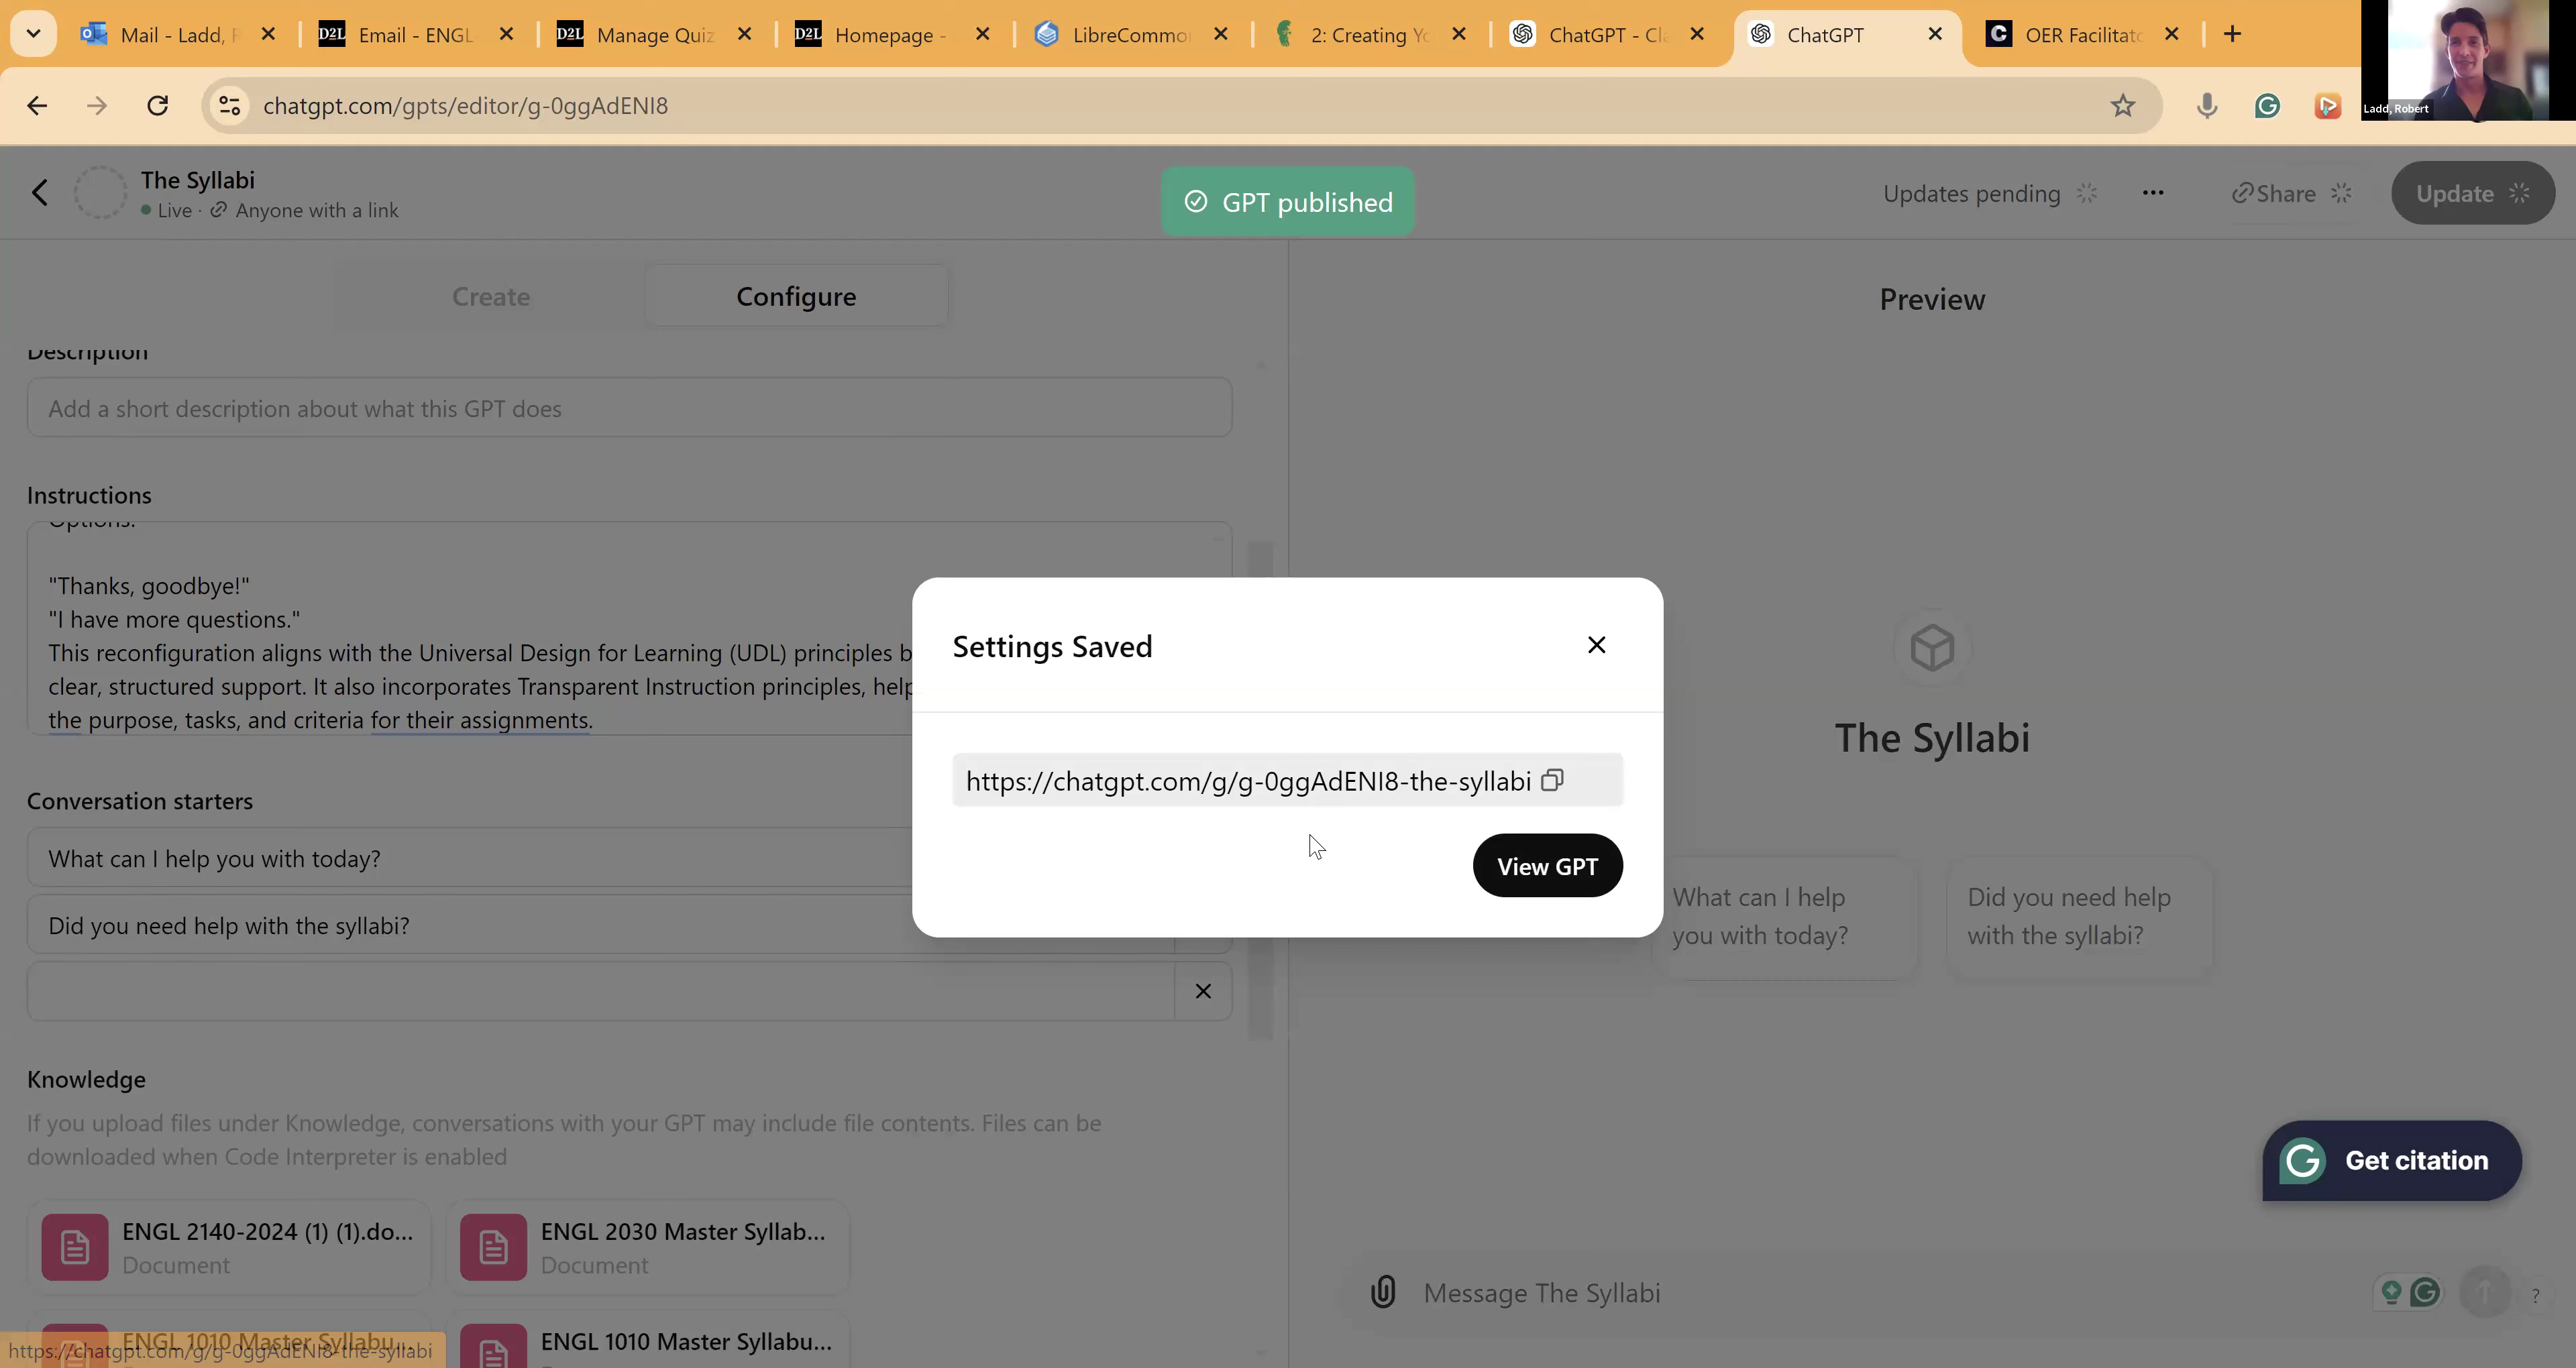 Mail - Ladd, R
Email - ENGL
Manage Quiz
Homepage -
LibreCommo
2: Creating Yo
ChatGPT - Cla
ChatGPT
OER Facilitato
chatgpt.com/gpts/editor/g-0ggAdENI8
Ladd, Robert
The Syllabi
Live · Anyone with a link
GPT published
Updates pending
Share
Update
Create
Configure
Preview
Description
Add a short description about what this GPT does
Instructions
Options:
"Thanks, goodbye!"
"I have more questions."
This reconfiguration aligns with the Universal Design for Learning (UDL) principles b
clear, structured support. It also incorporates Transparent Instruction principles, help
the purpose, tasks, and criteria for their assignments.
Settings Saved
https://chatgpt.com/g/g-0ggAdENI8-the-syllabi
View GPT
The Syllabi
What can I help
you with today?
Did you need help
with the syllabi?
Conversation starters
What can I help you with today?
Did you need help with the syllabi?
Knowledge
If you upload files under Knowledge, conversations with your GPT may include file contents. Files can be
downloaded when Code Interpreter is enabled
ENGL 2140-2024 (1) (1).do...
Document
ENGL 2030 Master Syllab...
Document
ENGL 1010 Master Syllabu...
ENGL 1010 Master Syllabu...
https://chatgpt.com/g/g-0ggAdENI8-the-syllabi
Get citation
Message The Syllabi
?